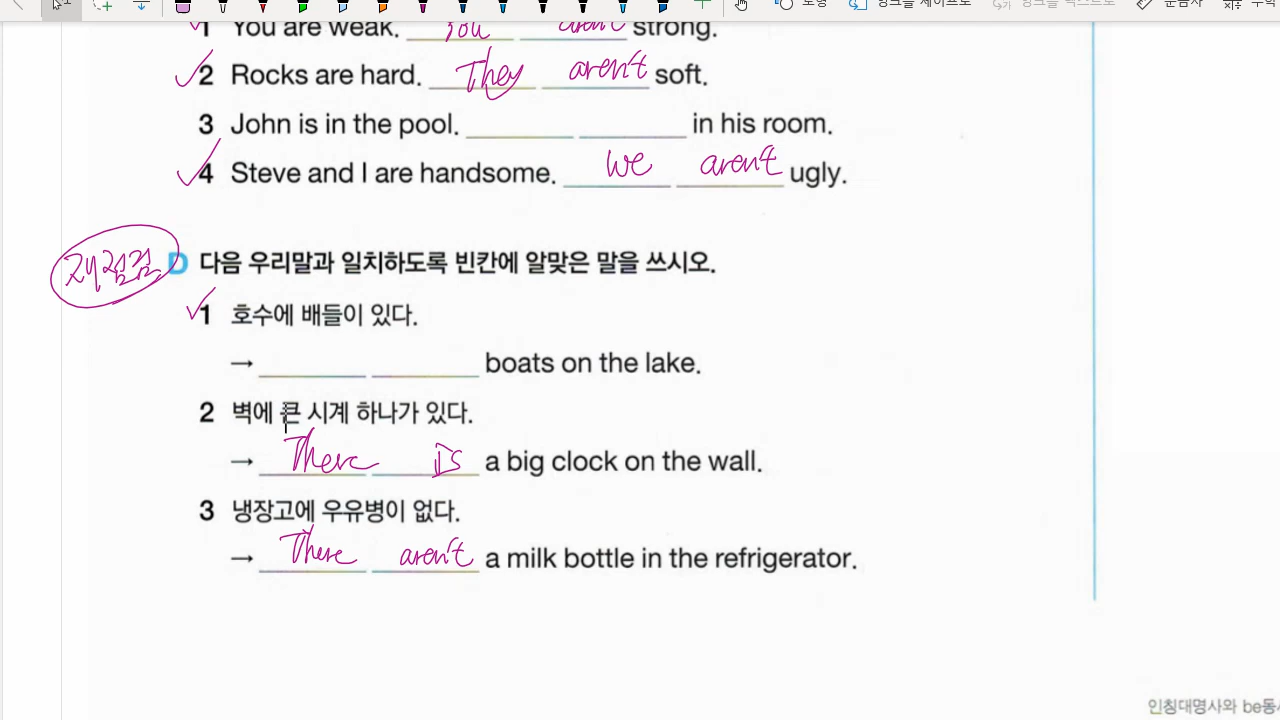 1 You are weak. You aren't strong.
2 Rocks are hard. They aren't soft.
3 John is in the pool. in his room.
4 Steve and I are handsome. We aren't ugly.
재점검 D 다음 우리말과 일치하도록 빈칸에 알맞은 말을 쓰시오.
1 호수에 배들이 있다.
→ boats on the lake.
2 벽에 큰 시계 하나가 있다.
→ There is a big clock on the wall.
3 냉장고에 우유병이 없다.
→ There aren't a milk bottle in the refrigerator.
인칭대명사와 be동사